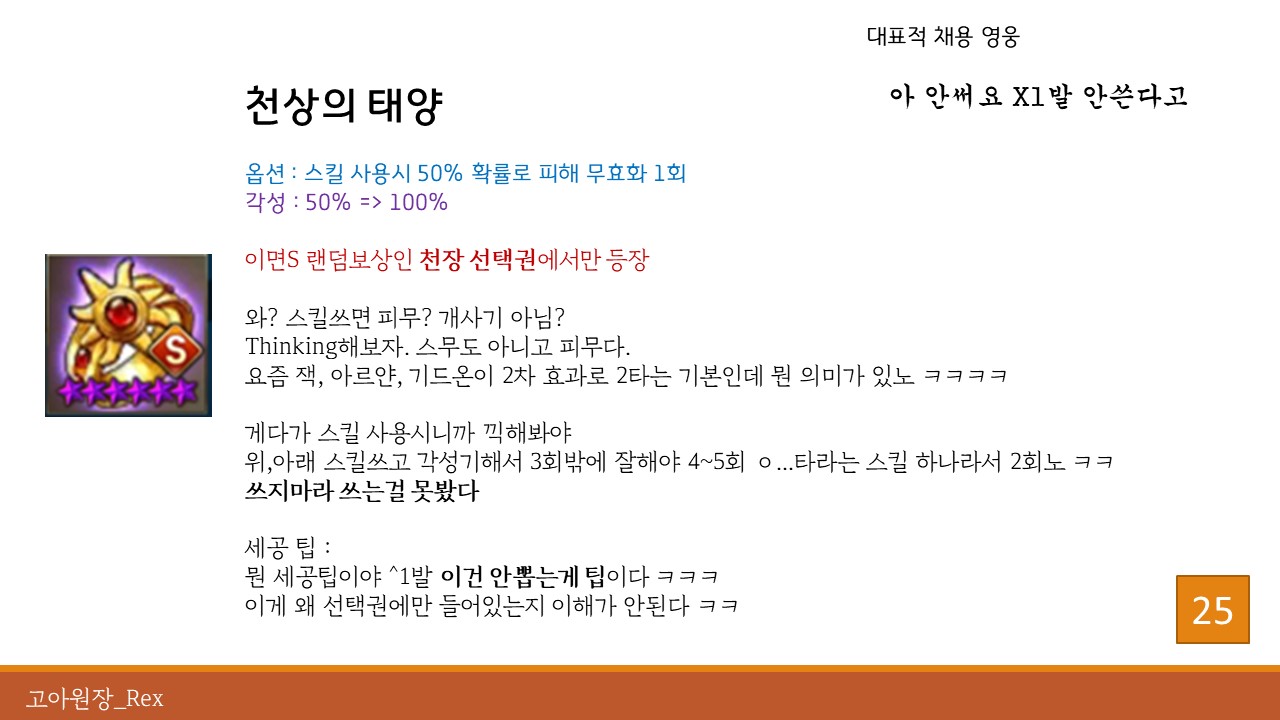 대표적 채용 영웅
천상의 태양
아 안써요 X1발 안쓴다고
옵션 : 스킬 사용시 50% 확률로 피해 무효화 1회
각성 : 50% => 100%
이면S 랜덤보상인 천장 선택권에서만 등장
와? 스킬쓰면 피무? 개사기 아님?
Thinking해보자. 스무도 아니고 피무다.
요즘 잭, 아르얀, 기드온이 2차 효과로 2타는 기본인데 뭔 의미가 있노 ㅋㅋㅋㅋ
게다가 스킬 사용시니까 끽해봐야
위,아래 스킬쓰고 각성기해서 3회밖에 잘해야 4~5회 ㅇ...타라는 스킬 하나라서 2회노 ㅋㅋ
쓰지마라 쓰는걸 못봤다
S
세공 팁 :
뭔 세공팁이야 ^1발 이건 안뽑는게 팁이다 ㅋㅋㅋ
이게 왜 선택권에만 들어있는지 이해가 안된다 ㅋㅋ
25
고아원장_Rex